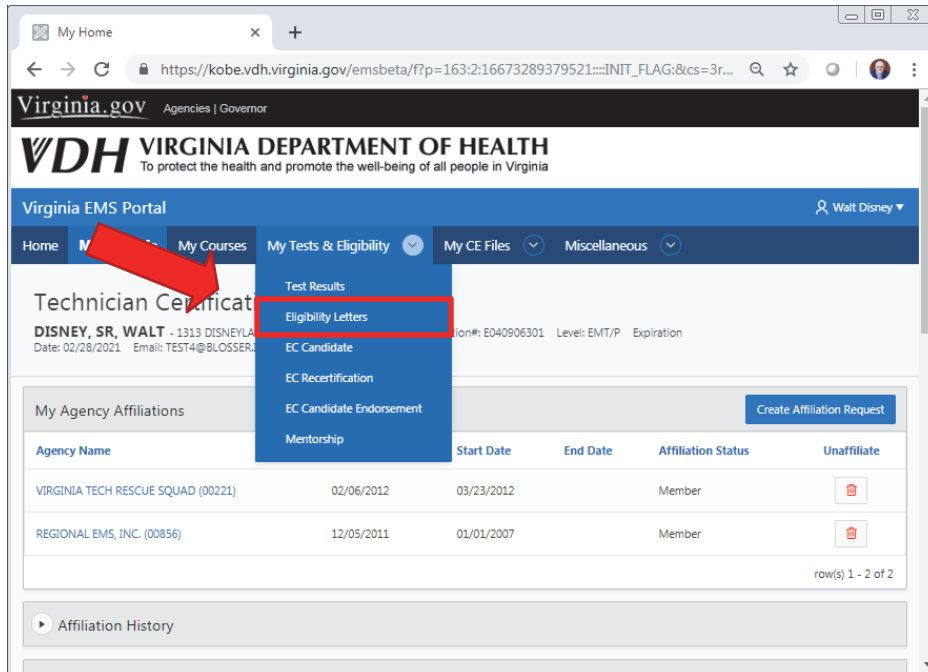 My Home
https://kobe.vdh.virginia.gov/emsbeta/f?p=163:2:16673289379521::::INIT_FLAG:&cs=3r...
Virginia.gov Agencies | Governor
VDH VIRGINIA DEPARTMENT OF HEALTH
To protect the health and promote the well-being of all people in Virginia
Virginia EMS Portal Walt Disney
Home My Courses My Tests & Eligibility My CE Files Miscellaneous
Test Results
Eligibility Letters
EC Candidate
EC Recertification
EC Candidate Endorsement
Mentorship
Technician
DISNEY, SR, WALT - 1313 E040906301 Level: EMT/P Expiration
Date: 02/28/2021 Email:
My Agency Affiliations Create Affiliation Request
Agency Name Start Date End Date Affiliation Status Unaffiliate
VIRGINIA TECH RESCUE SQUAD (00221) 02/06/2012 03/23/2012 Member
REGIONAL EMS, INC. (00856) 12/05/2011 01/01/2007 Member
row(s) 1 - 2 of 2
Affiliation History